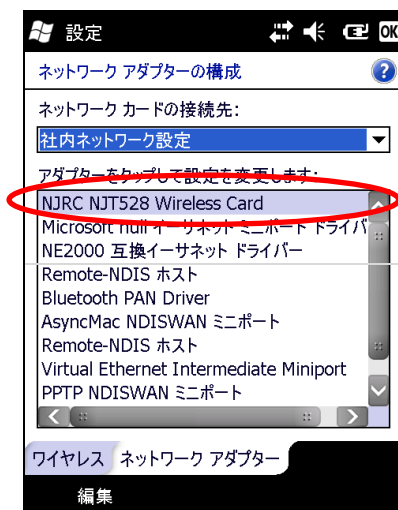 設定
OK
ネットワーク アダプターの構成
?
ネットワーク カードの接続先:
社内ネットワーク設定
アダプターをタップして設定を変更します:
NJRC NJT528 Wireless Card
Microsoft null イーサネット ミニポート ドライバ
NE2000 互換イーサネット ドライバー
Remote-NDIS ホスト
Bluetooth PAN Driver
AsyncMac NDISWAN ミニポート
Remote-NDIS ホスト
Virtual Ethernet Intermediate Miniport
PPTP NDISWAN ミニポート
ワイヤレス ネットワーク アダプター
編集